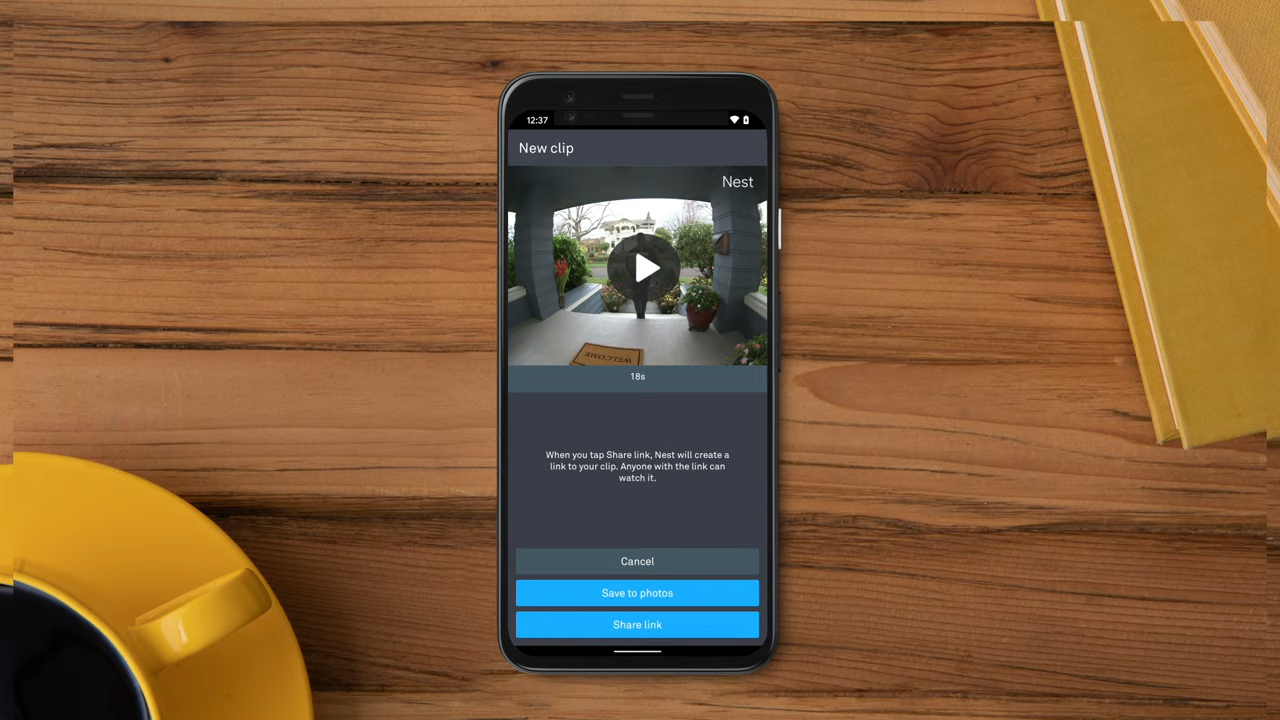 12:37
New clip
Nest
WELCOME
18s
When you tap Share link, Nest will create a
link to your clip. Anyone with the link can
watch it.
Cancel
Save to photos
Share link